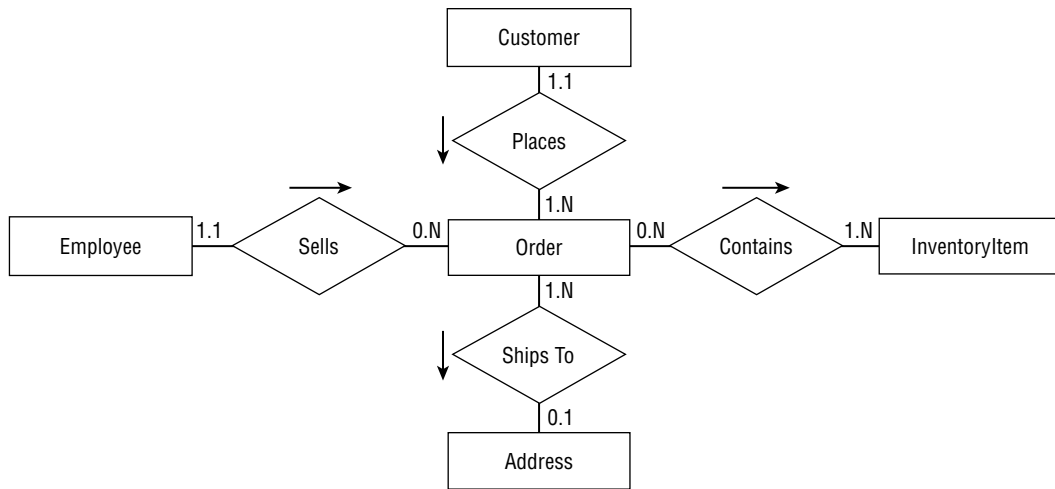 Customer
1.1
Places
1.N
Employee
1.1
Sells
0.N
Order
0.N
Contains
1.N
InventoryItem
1.N
Ships To
0.1
Address